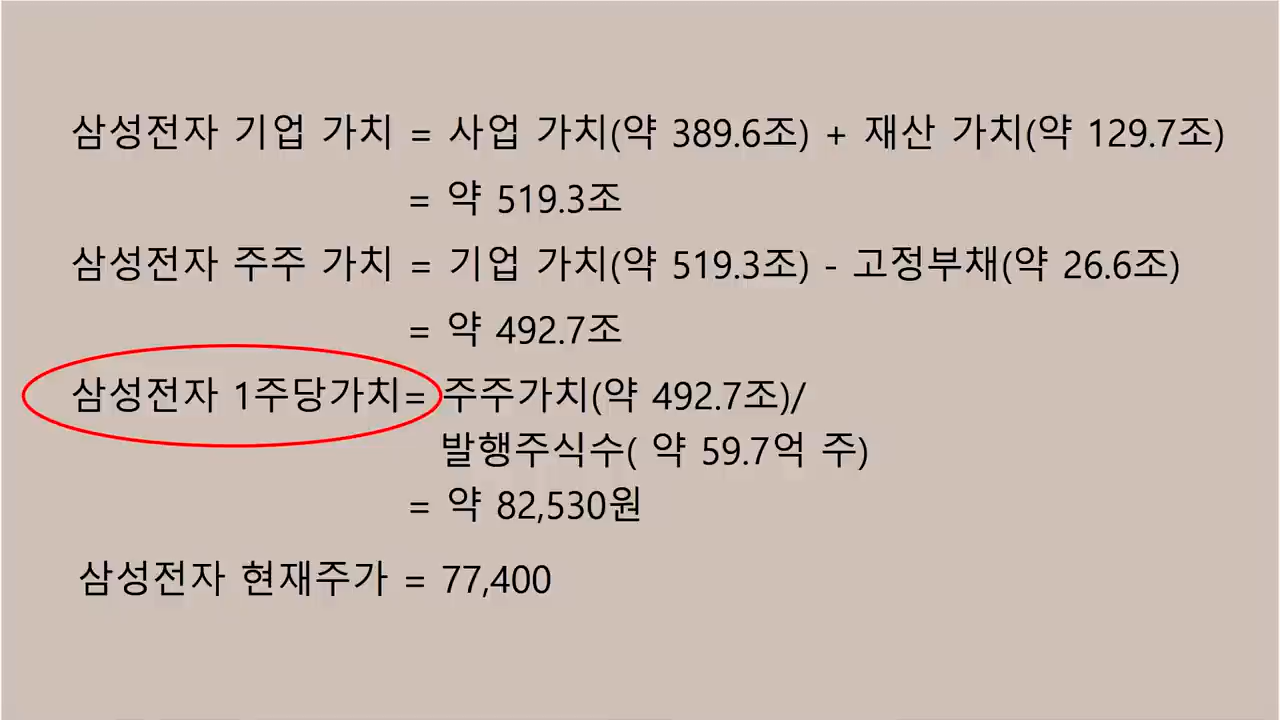 삼성전자 기업 가치 = 사업 가치(약 389.6조) + 재산 가치(약 129.7조)
= 약 519.3조
삼성전자 주주 가치 = 기업 가치(약 519.3조) - 고정부채(약 26.6조)
= 약 492.7조
삼성전자 1주당가치= 주주가치(약 492.7조)/
발행주식수( 약 59.7억 주)
= 약 82,530원
삼성전자 현재주가 = 77,400